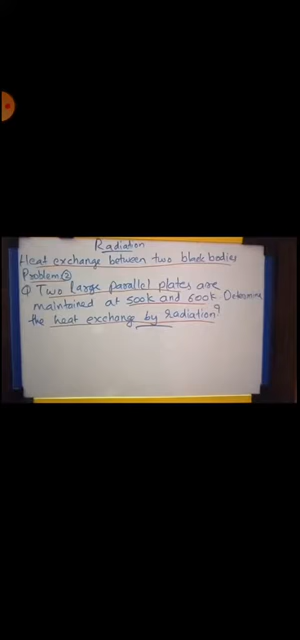 Radiation
Heat exchange between two black bodies
Problem ②
Q Two large parallel plates are
maintained at 500K and 600K. Determine
the heat exchange by radiation?